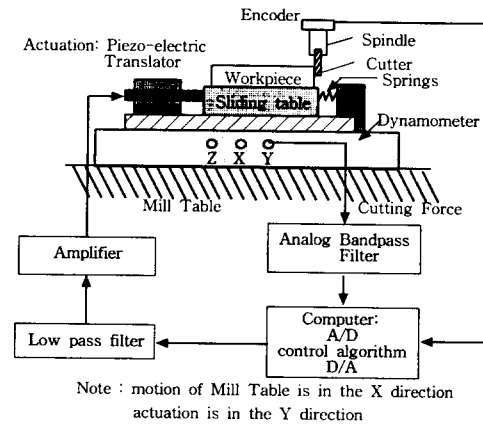 Encoder
Spindle
Actuation: Piezo-electric
Translator
Cutter
Workpiece
Springs
Sliding table
Dynamometer
Z X Y
Mill Table
Cutting Force
Amplifier
Analog Bandpass
Filter
Low pass filter
Computer:
A/D
control algorithm
D/A
Note : motion of Mill Table is in the X direction
actuation is in the Y direction